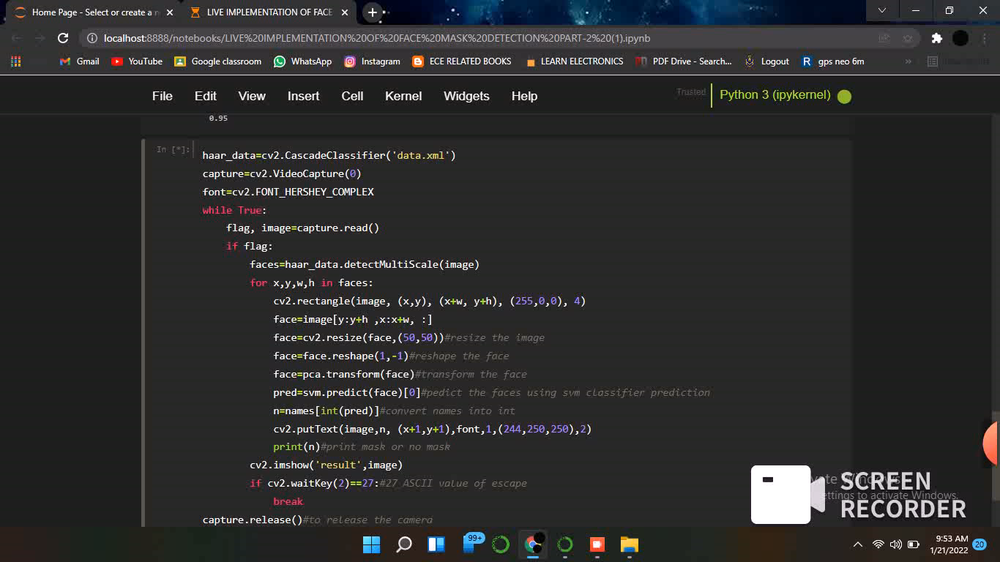 Home Page - Select or create a n
LIVE IMPLEMENTATION OF FACE
localhost:8888/notebooks/LIVE%20IMPLEMENTATION%20OF%20FACE%20MASK%20DETECTION%20PART-2%20(1).ipynb
Gmail YouTube Google classroom WhatsApp Instagram ECE RELATED BOOKS LEARN ELECTRONICS PDF Drive - Search... Logout R gps neo 6m
File Edit View Insert Cell Kernel Widgets Help Trusted Python 3 (ipykernel)
0.95
In [*]:
haar_data=cv2.CascadeClassifier('data.xml')
capture=cv2.VideoCapture(0)
font=cv2.FONT_HERSHEY_COMPLEX
while True:
    flag, image=capture.read()
    if flag:
        faces=haar_data.detectMultiScale(image)
        for x,y,w,h in faces:
            cv2.rectangle(image, (x,y), (x+w, y+h), (255,0,0), 4)
            face=image[y:y+h ,x:x+w, :]
            face=cv2.resize(face,(50,50))#resize the image
            face=face.reshape(1,-1)#reshape the face
            face=pca.transform(face)#transform the face
            pred=svm.predict(face)[0]#pedict the faces using svm classifier prediction
            n=names[int(pred)]#convert names into int
            cv2.putText(image,n, (x+1,y+1),font,1,(244,250,250),2)
            print(n)#print mask or no mask
        cv2.imshow('result',image)
        if cv2.waitKey(2)==27:#27 ASCII value of escape
            break
capture.release()#to release the camera
SCREEN
RECORDER
to activate Windows.
99+
9:53 AM
1/21/2022
20